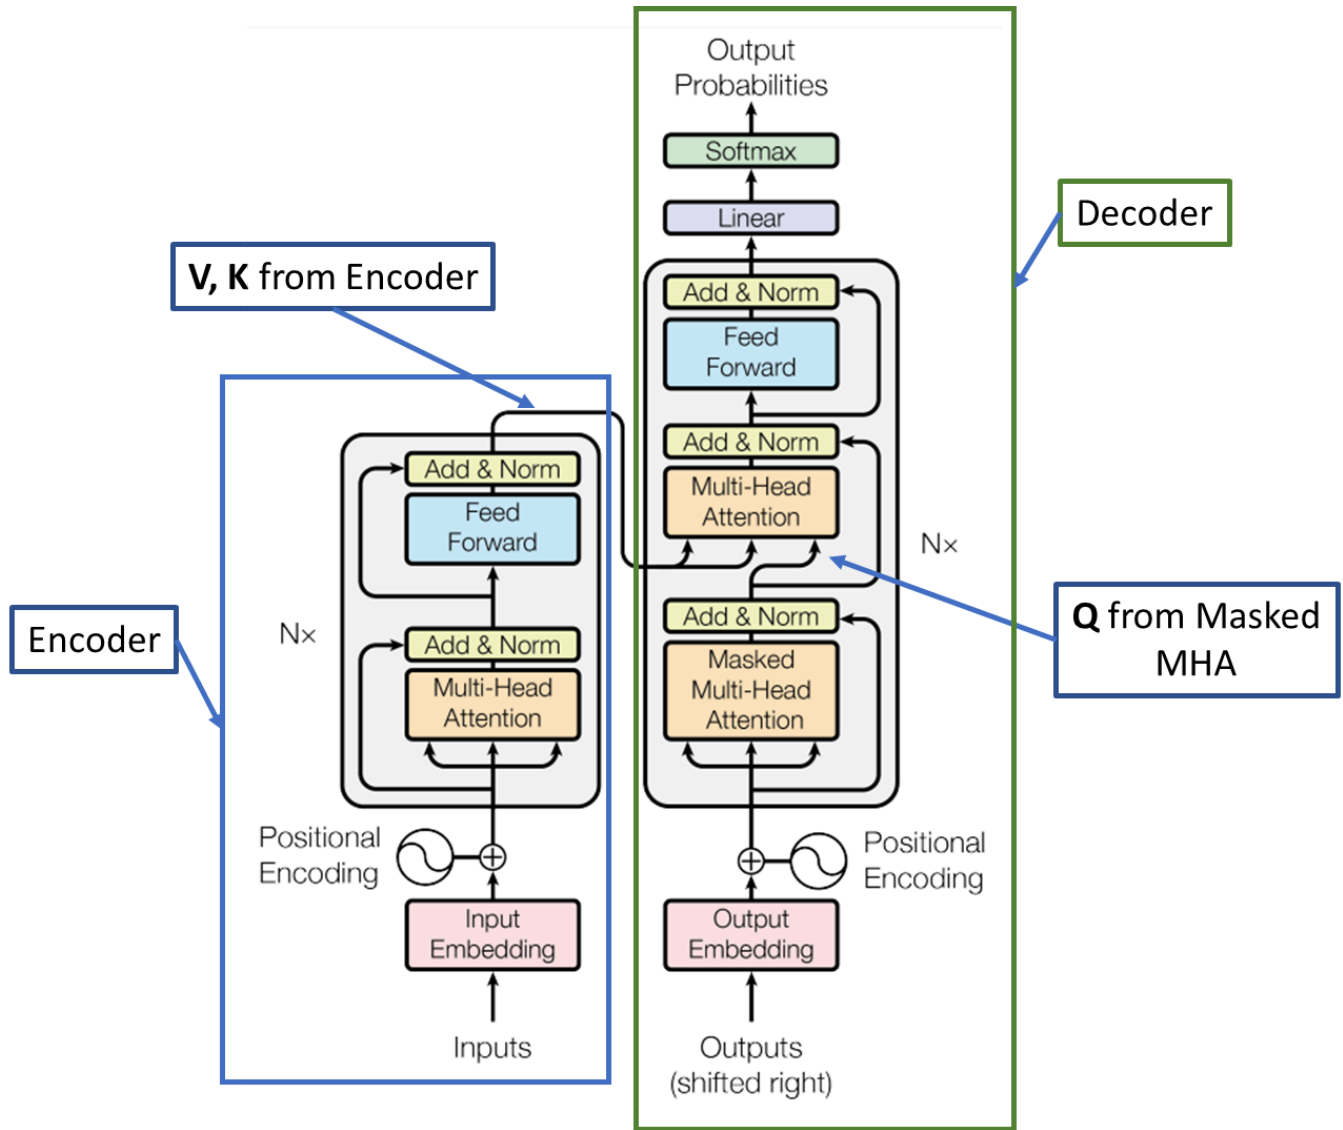 Output
Probabilities
Softmax
Linear
Add & Norm
Feed
Forward
Add & Norm
Multi-Head
Attention
Nx
Add & Norm
Masked
Multi-Head
Attention
Positional
Encoding
Output
Embedding
Outputs
(shifted right)
Decoder
Q from Masked
MHA
V, K from Encoder
Add & Norm
Feed
Forward
Nx
Add & Norm
Multi-Head
Attention
Positional
Encoding
Input
Embedding
Inputs
Encoder